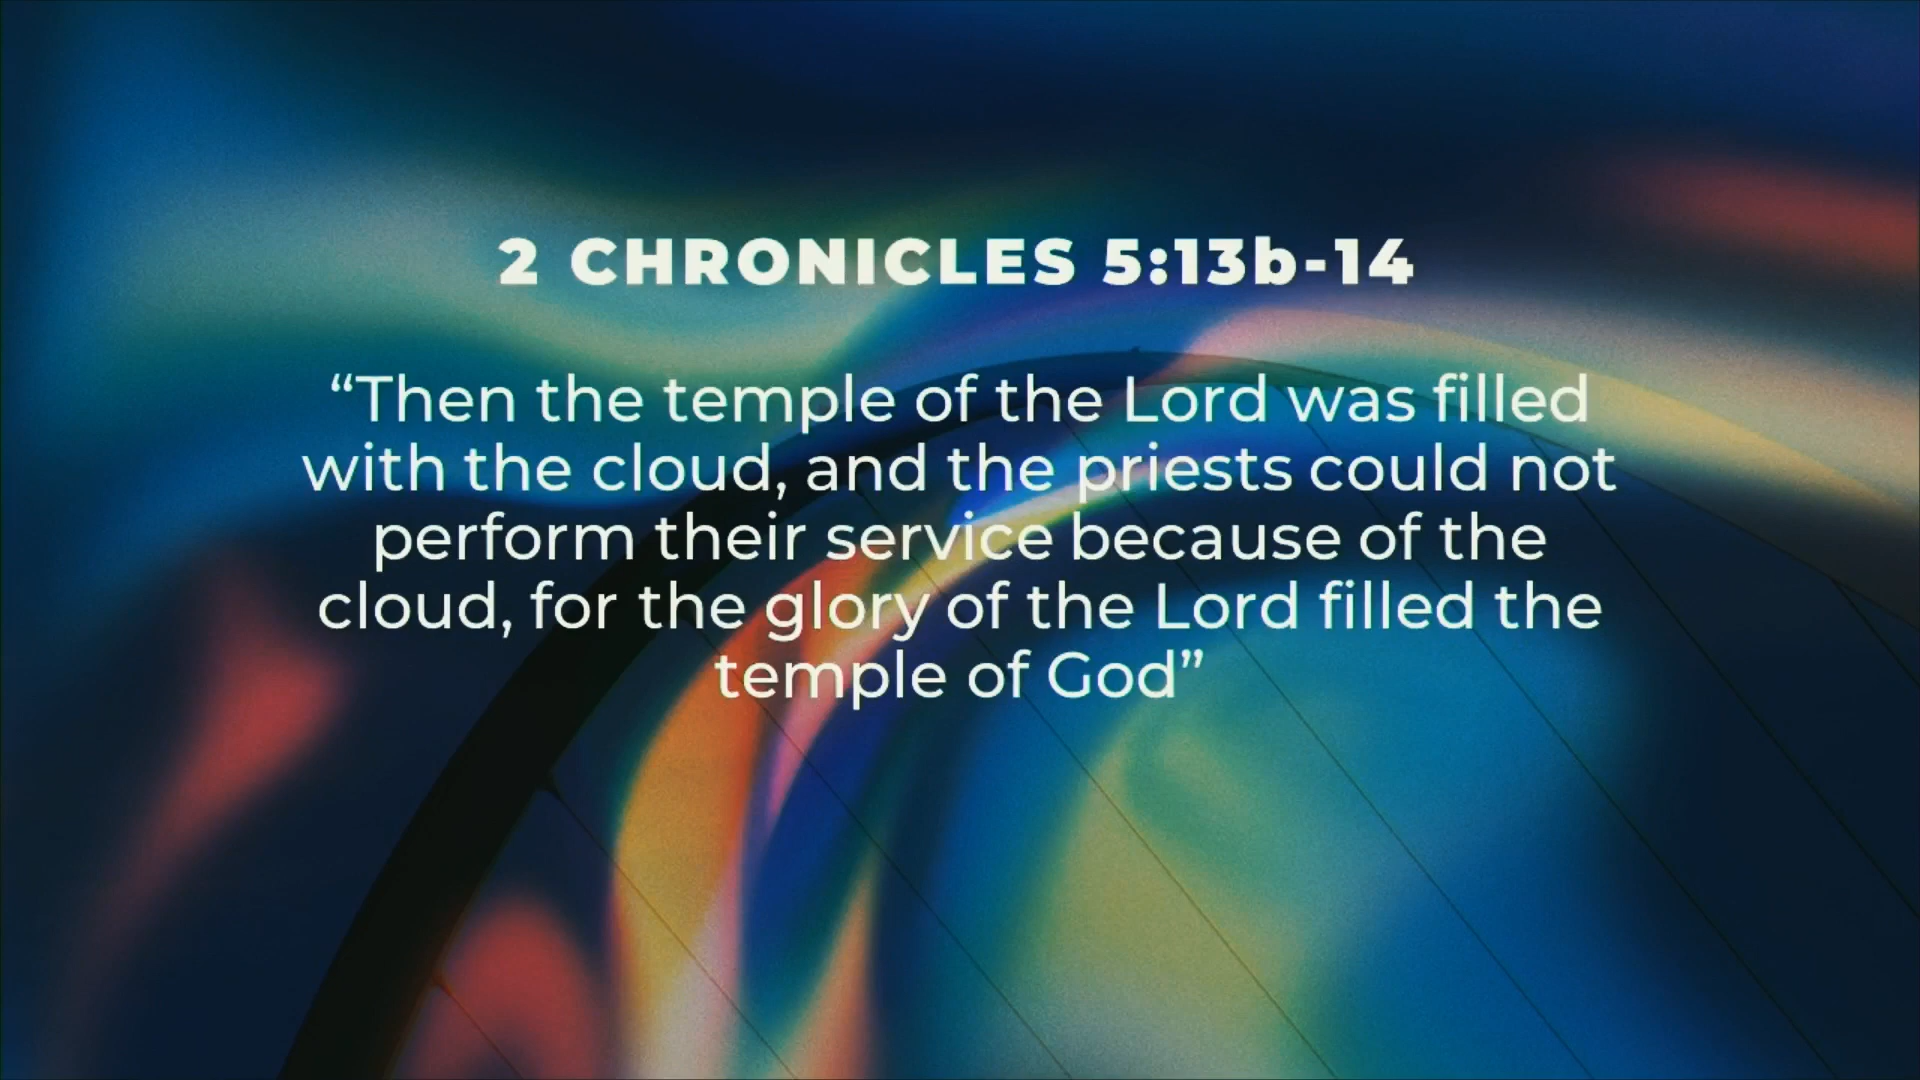 2 CHRONICLES 5:13b-14
“Then the temple of the Lord was filled
with the cloud, and the priests could not
perform their service because of the
cloud, for the glory of the Lord filled the
temple of God”